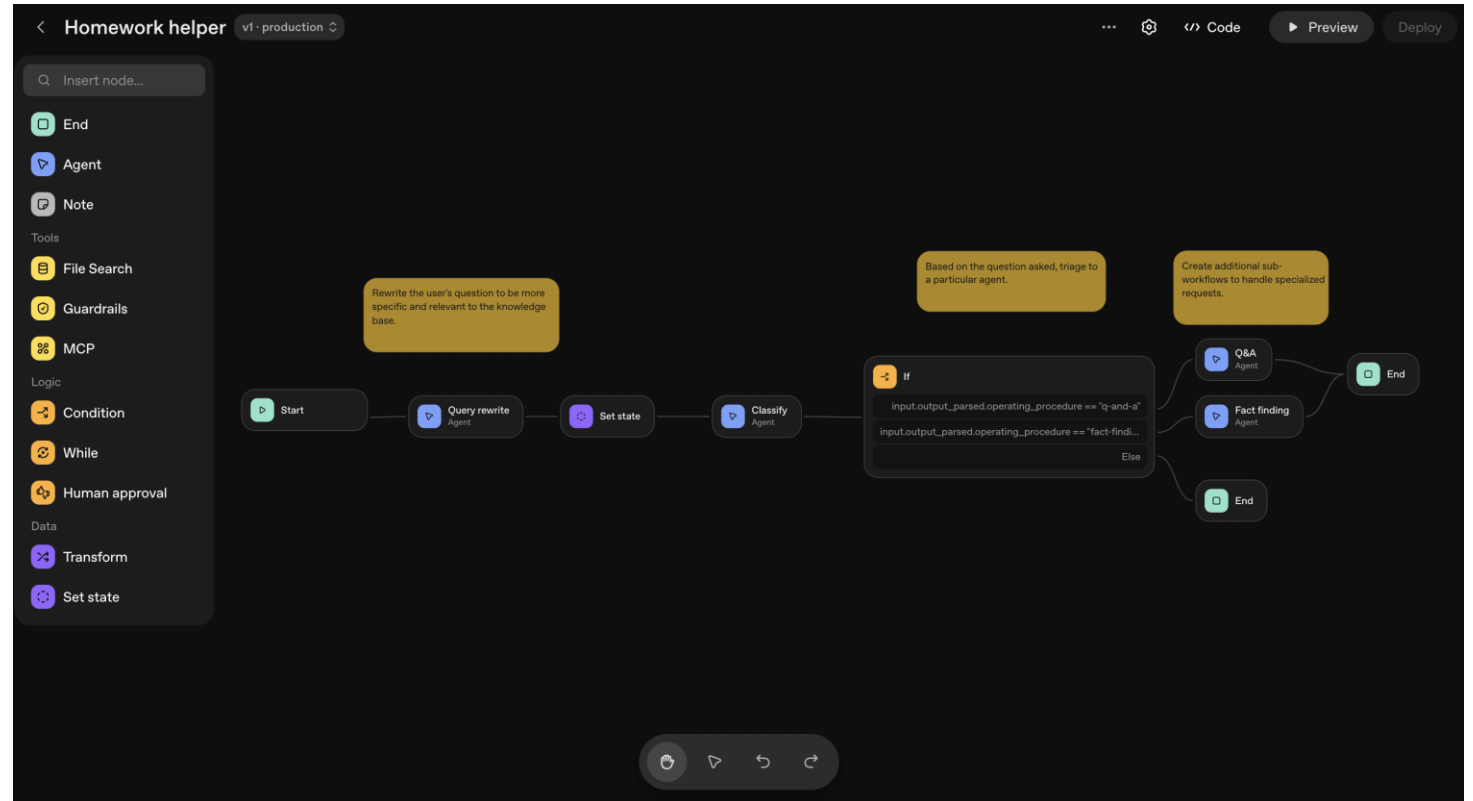 Homework helper
v1 · production
Code
Preview
Deploy
Insert node...
End
Agent
Note
Tools
File Search
Guardrails
MCP
Logic
Condition
While
Human approval
Data
Transform
Set state
Rewrite the user's question to be more
specific and relevant to the knowledge
base.
Based on the question asked, triage to
a particular agent.
Create additional sub-
workflows to handle specialized
requests.
Start
Query rewrite
Agent
Set state
Classify
Agent
If
input.output_parsed.operating_procedure == "q-and-a"
input.output_parsed.operating_procedure == "fact-findi...
Else
Q&A
Agent
Fact finding
Agent
End
End